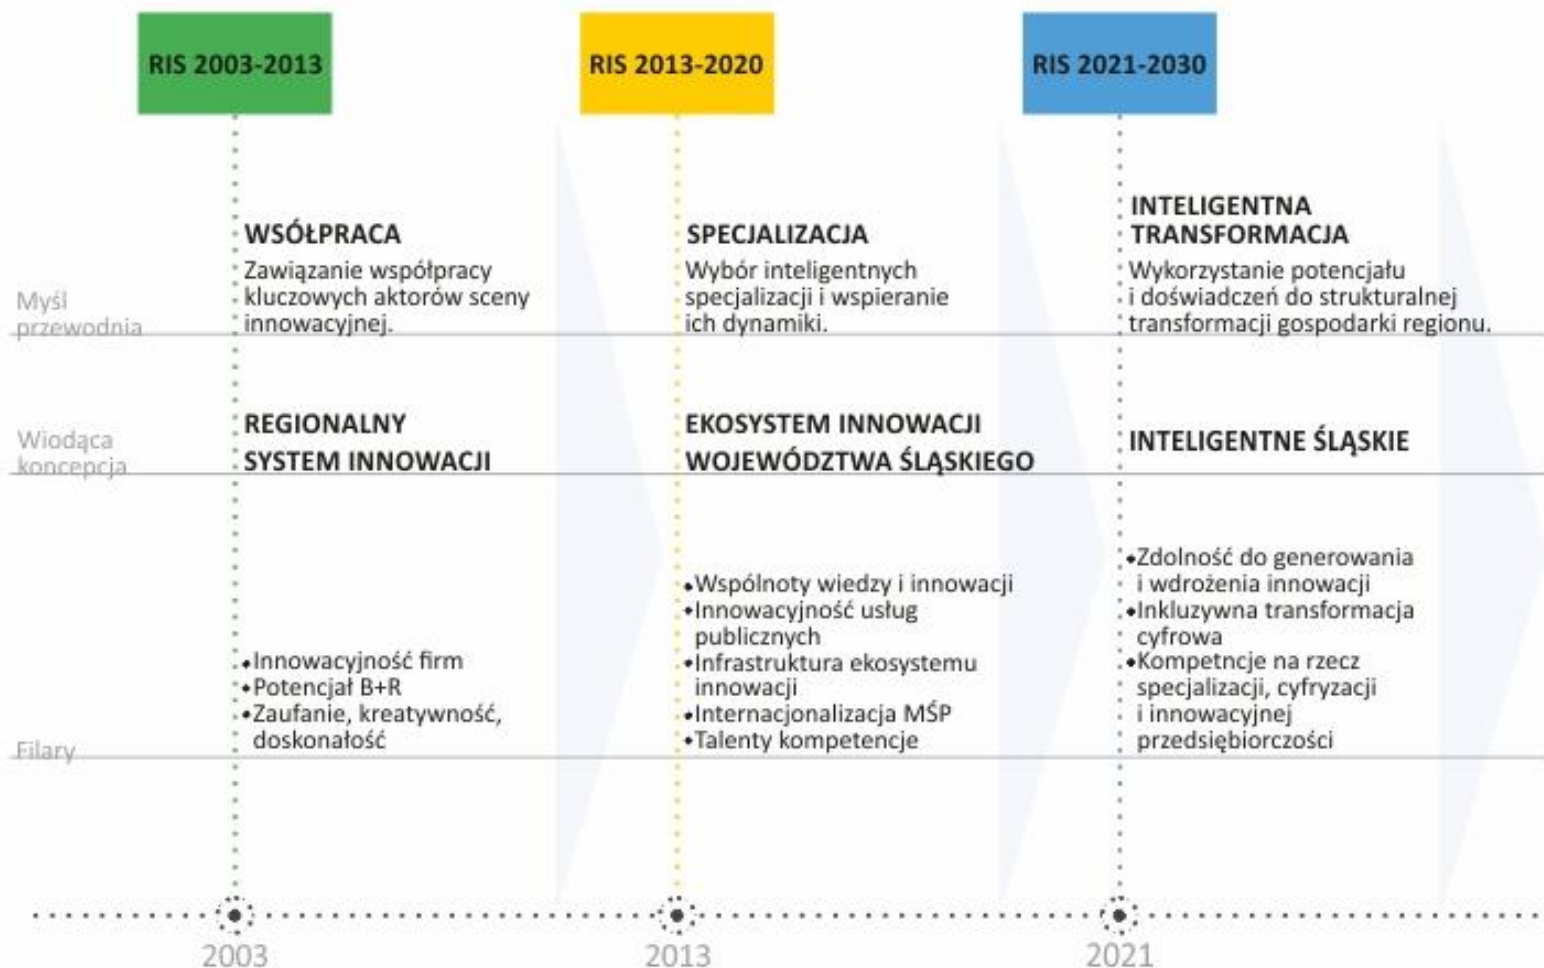 RIS 2003-2013
RIS 2013-2020
RIS 2021-2030
Myśl
przewodnia
WSÓŁPRACA
Zawiązanie współpracy
kluczowych aktorów sceny
innowacyjnej.
SPECJALIZACJA
Wybór inteligentnych
specjalizacji i wspieranie
ich dynamiki.
INTELIGENTNA
TRANSFORMACJA
Wykorzystanie potencjału
i doświadczeń do strukturalnej
transformacji gospodarki regionu.
Wiodąca
koncepcja
REGIONALNY
SYSTEM INNOWACJI
EKOSYSTEM INNOWACJI
WOJEWÓDZTWA ŚLĄSKIEGO
INTELIGENTNE ŚLĄSKIE
Filary
•Innowacyjność firm
•Potencjał B+R
•Zaufanie, kreatywność,
doskonałość
•Wspólnoty wiedzy i innowacji
•Innowacyjność usług
publicznych
•Infrastruktura ekosystemu
innowacji
•Internacjonalizacja MŚP
•Talenty kompetencje
•Zdolność do generowania
i wdrożenia innowacji
•Inkluzywna transformacja
cyfrowa
•Kompetncje na rzecz
specjalizacji, cyfryzacji
i innowacyjnej
przedsiębiorczości
2003
2013
2021